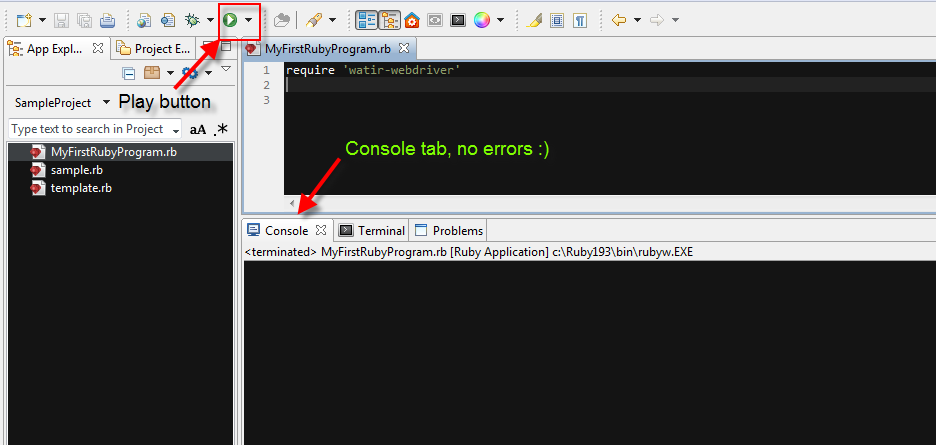 App Expl...
Project E...
MyFirstRubyProgram.rb
1 require 'watir-webdriver'
2
3
Play button
SampleProject
Type text to search in Project
aA .*
MyFirstRubyProgram.rb
sample.rb
template.rb
Console tab, no errors :)
Console
Terminal
Problems
<terminated> MyFirstRubyProgram.rb [Ruby Application] c:\Ruby193\bin\rubyw.EXE